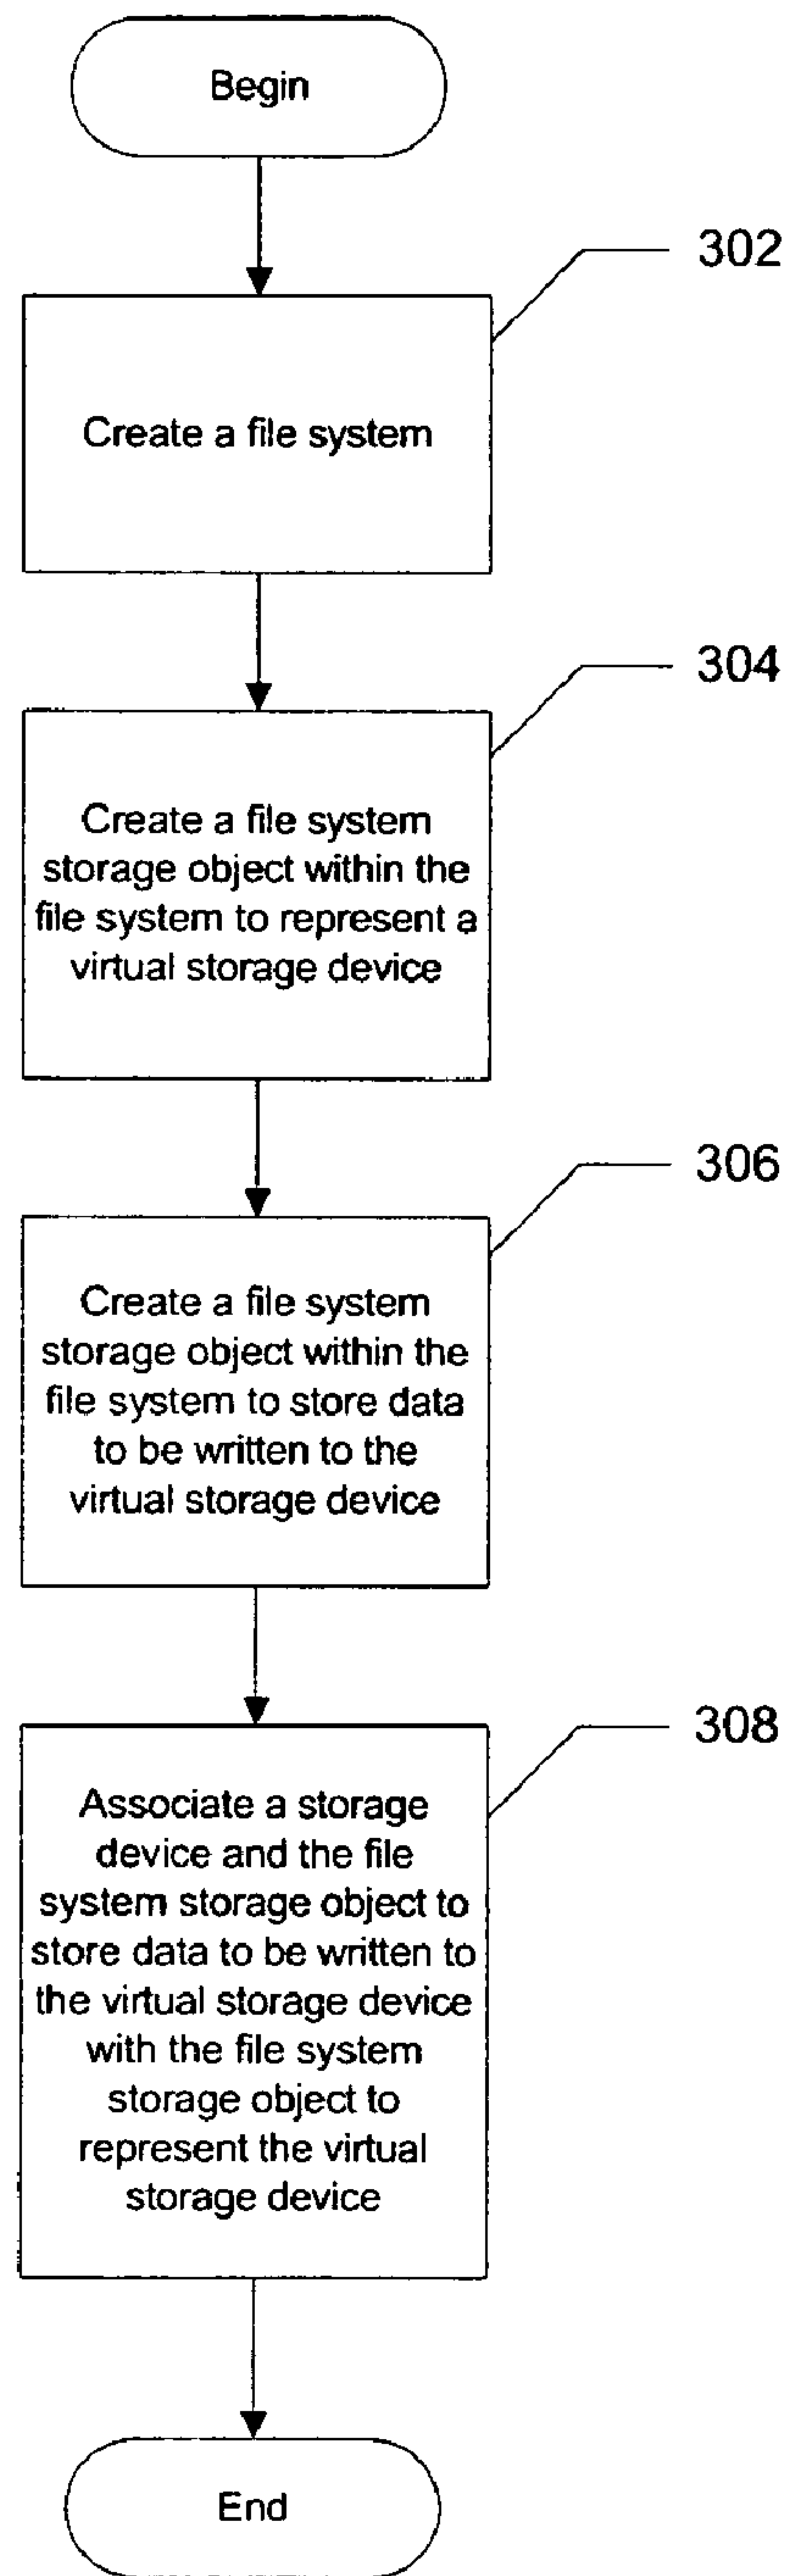 Begin
302
Create a file system
304
Create a file system
storage object within the
file system to represent a
virtual storage device
306
Create a file system
storage object within the
file system to store data
to be written to the
virtual storage device
308
Associate a storage
device and the file
system storage object to
store data to be written to
the virtual storage device
with the file system
storage object to
represent the virtual
storage device
End